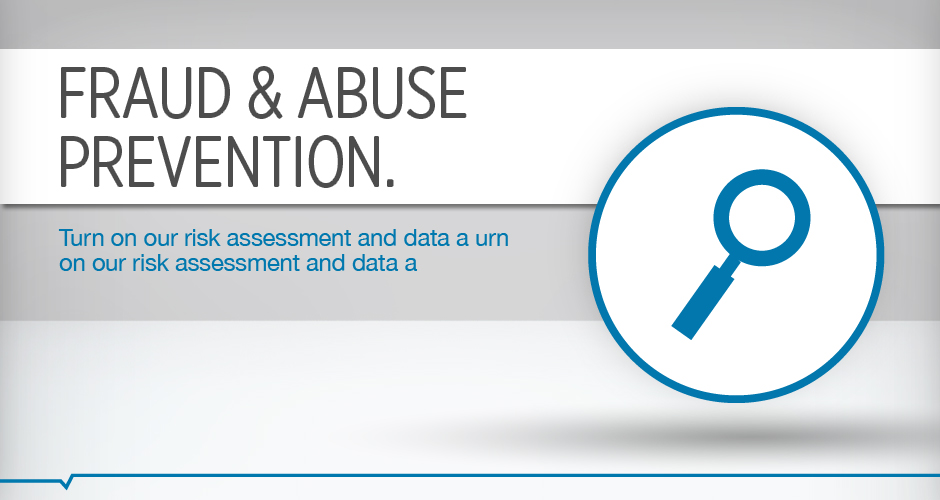 FRAUD & ABUSE
PREVENTION.
Turn on our risk assessment and data a urn
on our risk assessment and data a